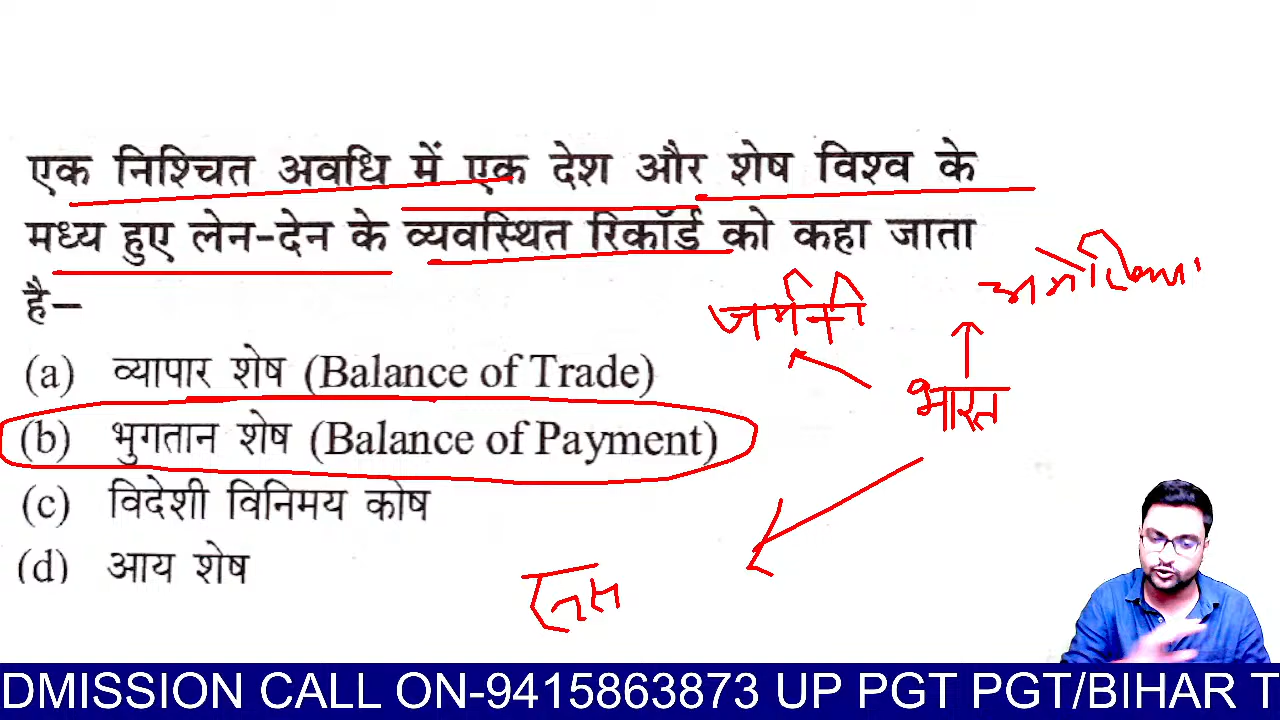 एक निश्चित अवधि में एक देश और शेष विश्व के
मध्य हुए लेन-देन के व्यवस्थित रिकॉर्ड को कहा जाता
है–
(a) व्यापार शेष (Balance of Trade)
(b) भुगतान शेष (Balance of Payment)
(c) विदेशी विनिमय कोष
(d) आय शेष
जर्मनी
अमेरिका
भारत
रूस
DMISSION CALL ON-9415863873 UP PGT PGT/BIHAR T